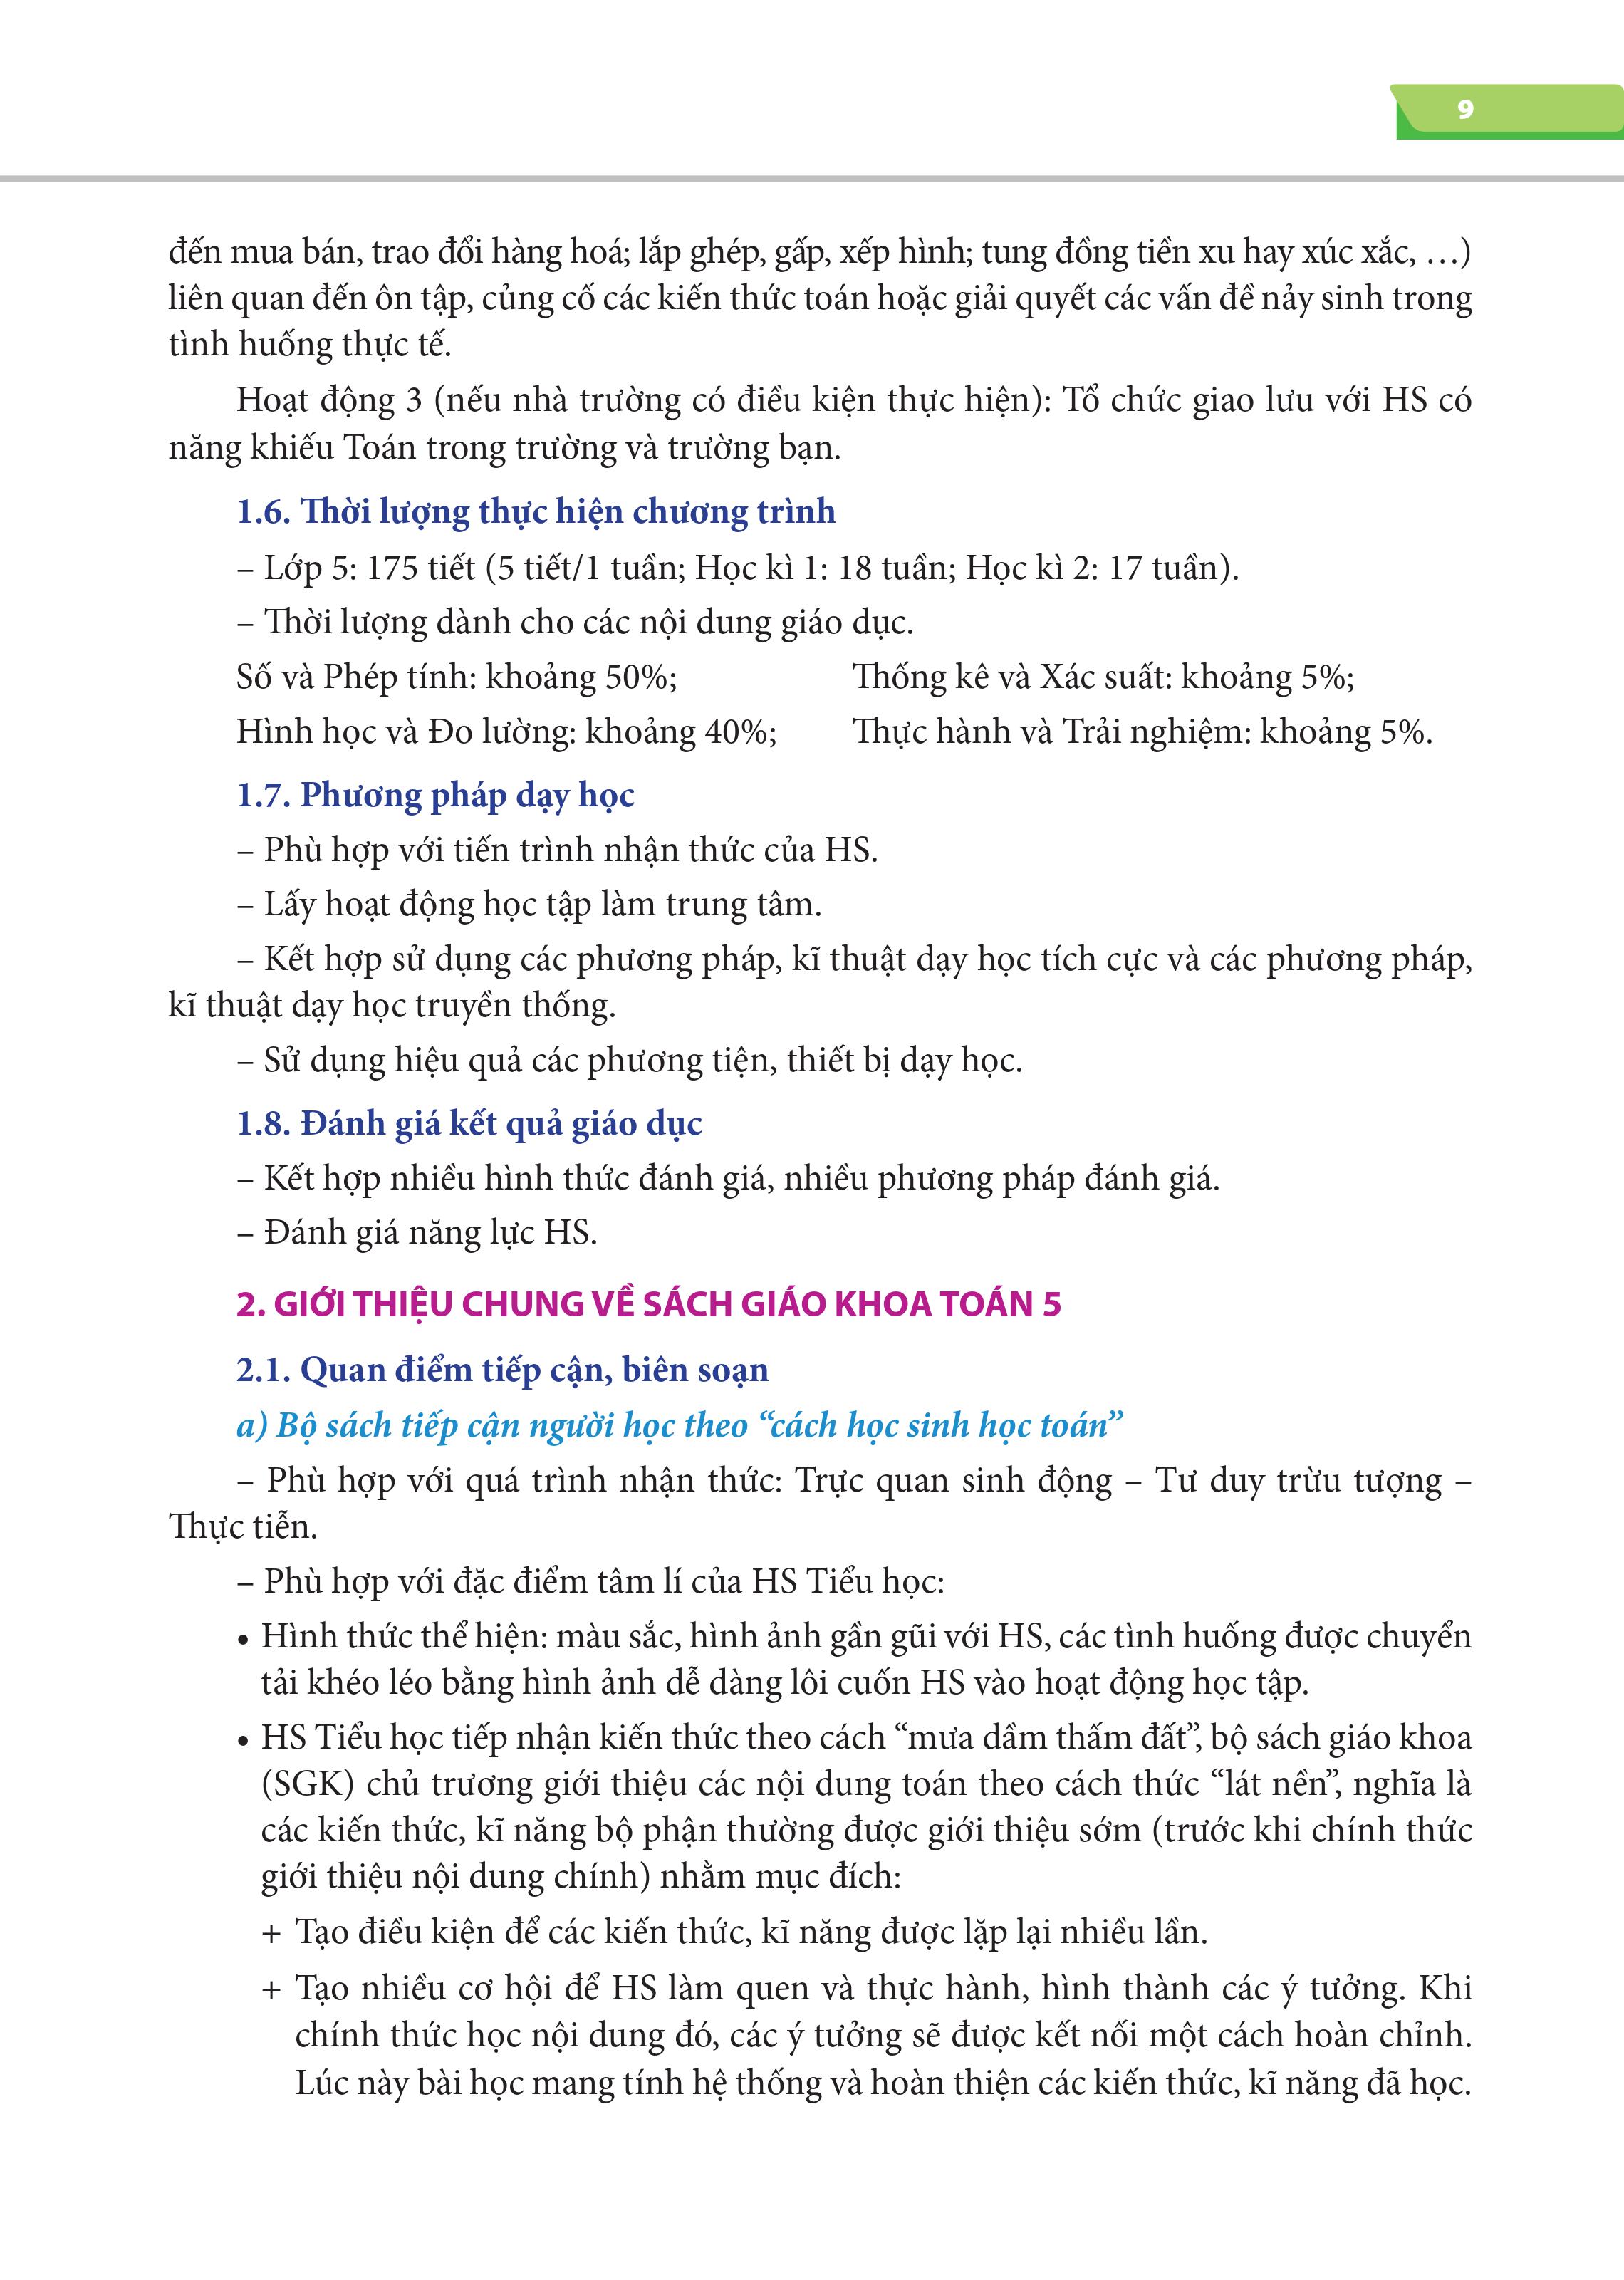 9
đến mua bán, trao đổi hàng hoá; lắp ghép, gấp, xếp hình; tung đồng tiền xu hay xúc xắc, …)
liên quan đến ôn tập, củng cố các kiến thức toán hoặc giải quyết các vấn đề nảy sinh trong
tình huống thực tế.
Hoạt động 3 (nếu nhà trường có điều kiện thực hiện): Tổ chức giao lưu với HS có
năng khiếu Toán trong trường và trường bạn.
1.6. Thời lượng thực hiện chương trình
– Lớp 5: 175 tiết (5 tiết/1 tuần; Học kì 1: 18 tuần; Học kì 2: 17 tuần).
– Thời lượng dành cho các nội dung giáo dục.
Số và Phép tính: khoảng 50%; Thống kê và Xác suất: khoảng 5%;
Hình học và Đo lường: khoảng 40%; Thực hành và Trải nghiệm: khoảng 5%.
1.7. Phương pháp dạy học
– Phù hợp với tiến trình nhận thức của HS.
– Lấy hoạt động học tập làm trung tâm.
– Kết hợp sử dụng các phương pháp, kĩ thuật dạy học tích cực và các phương pháp,
kĩ thuật dạy học truyền thống.
– Sử dụng hiệu quả các phương tiện, thiết bị dạy học.
1.8. Đánh giá kết quả giáo dục
– Kết hợp nhiều hình thức đánh giá, nhiều phương pháp đánh giá.
– Đánh giá năng lực HS.
2. GIỚI THIỆU CHUNG VỀ SÁCH GIÁO KHOA TOÁN 5
2.1. Quan điểm tiếp cận, biên soạn
a) Bộ sách tiếp cận người học theo “cách học sinh học toán”
– Phù hợp với quá trình nhận thức: Trực quan sinh động – Tư duy trừu tượng –
Thực tiễn.
– Phù hợp với đặc điểm tâm lí của HS Tiểu học:
• Hình thức thể hiện: màu sắc, hình ảnh gần gũi với HS, các tình huống được chuyển
tải khéo léo bằng hình ảnh dễ dàng lôi cuốn HS vào hoạt động học tập.
• HS Tiểu học tiếp nhận kiến thức theo cách “mưa dầm thấm đất”, bộ sách giáo khoa
(SGK) chủ trương giới thiệu các nội dung toán theo cách thức “lát nền”, nghĩa là
các kiến thức, kĩ năng bộ phận thường được giới thiệu sớm (trước khi chính thức
giới thiệu nội dung chính) nhằm mục đích:
+ Tạo điều kiện để các kiến thức, kĩ năng được lặp lại nhiều lần.
+ Tạo nhiều cơ hội để HS làm quen và thực hành, hình thành các ý tưởng. Khi
chính thức học nội dung đó, các ý tưởng sẽ được kết nối một cách hoàn chỉnh.
Lúc này bài học mang tính hệ thống và hoàn thiện các kiến thức, kĩ năng đã học.